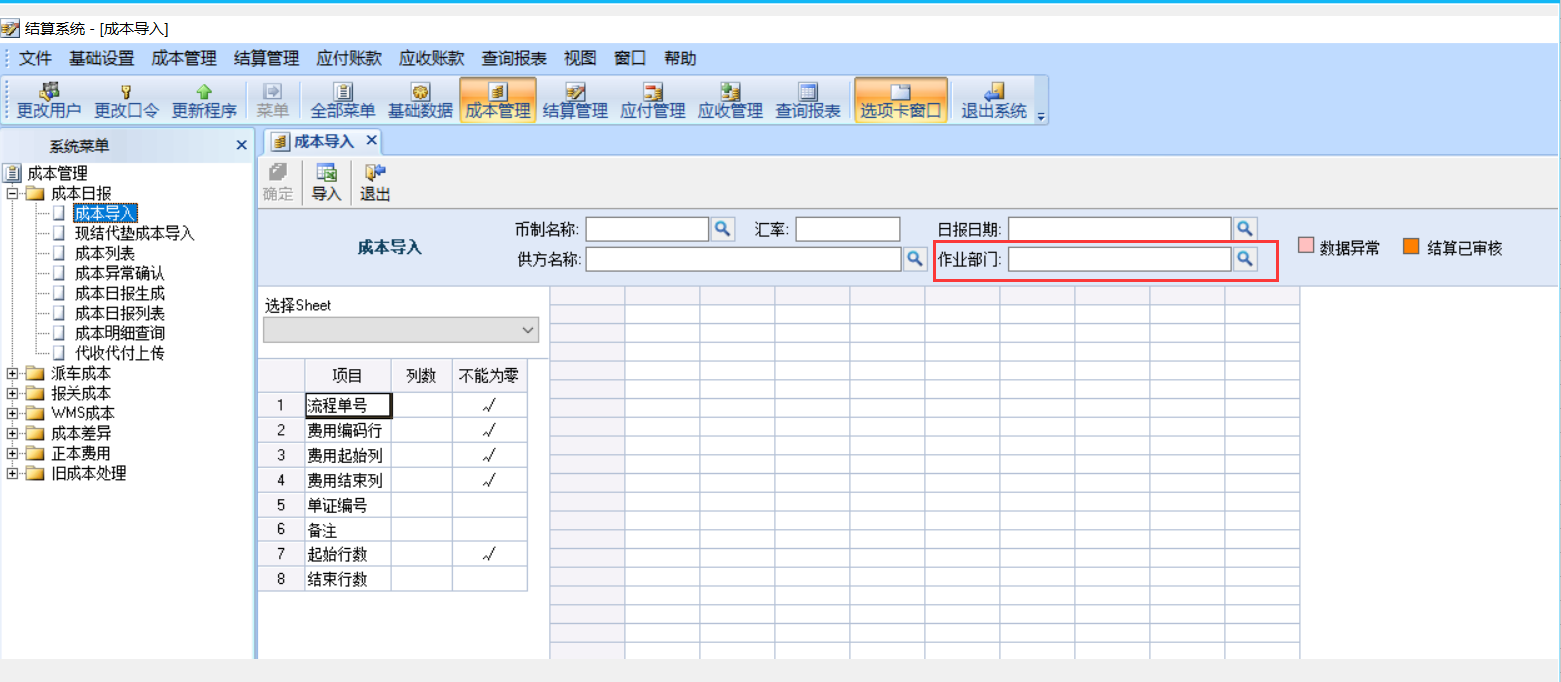 结算系统 - [成本导入]
文件 基础设置 成本管理 结算管理 应付账款 应收账款 查询报表 视图 窗口 帮助
更改用户 更改口令 更新程序 菜单 全部菜单 基础数据 成本管理 结算管理 应付管理 应收管理 查询报表 选项卡窗口 退出系统
系统菜单
成本管理
成本日报
成本导入
现结代垫成本导入
成本列表
成本异常确认
成本日报生成
成本日报列表
成本明细查询
代收代付上传
派车成本
报关成本
WMS成本
成本差异
正本费用
旧成本处理
成本导入
确定 导入 退出
成本导入
币制名称: 汇率: 日报日期:
供方名称: 作业部门:
数据异常 结算已审核
选择Sheet
项目 列数 不能为零
1 流程单号 √
2 费用编码行 √
3 费用起始列 √
4 费用结束列 √
5 单证编号
6 备注
7 起始行数 √
8 结束行数